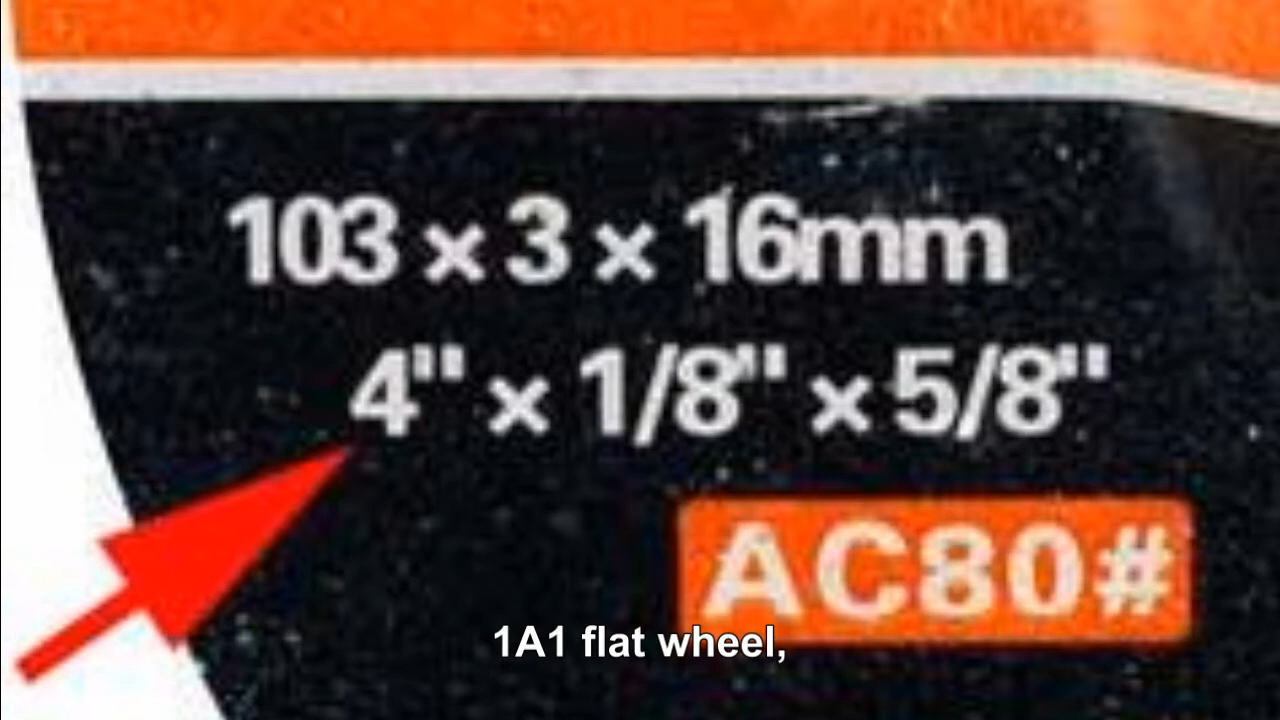 103 × 3 × 16mm
4" × 1/8" × 5/8"
AC80#
1A1 flat wheel,